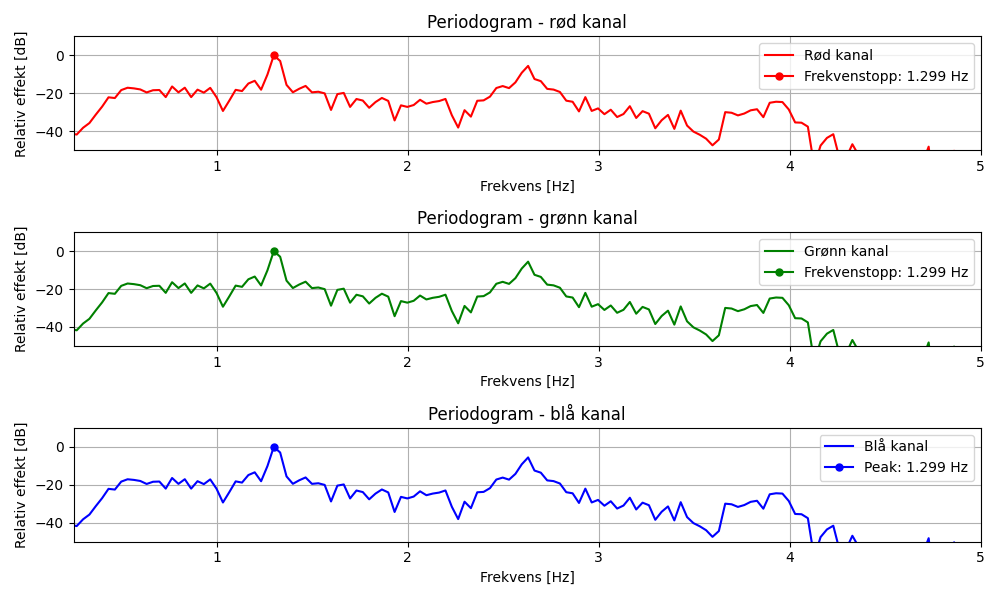 Periodogram - rød kanal
Relativ effekt [dB]
0
−20
−40
Rød kanal
Frekvenstopp: 1.299 Hz
1 2 3 4 5
Frekvens [Hz]
Periodogram - grønn kanal
Relativ effekt [dB]
0
−20
−40
Grønn kanal
Frekvenstopp: 1.299 Hz
1 2 3 4 5
Frekvens [Hz]
Periodogram - blå kanal
Relativ effekt [dB]
0
−20
−40
Blå kanal
Peak: 1.299 Hz
1 2 3 4 5
Frekvens [Hz]